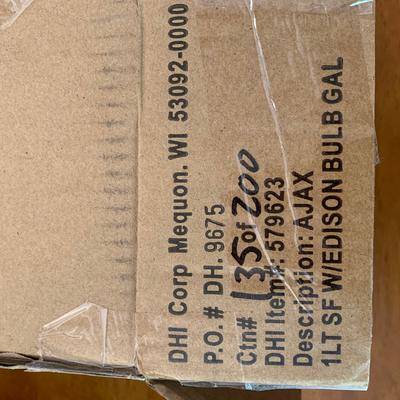 DHI Corp Mequon. WI 53092-0000
P.O.# DH. 9675
Ctn# 135 of 200
DHI Item#: 579623
Description: AJAX
1LT SF W/EDISON BULB GAL